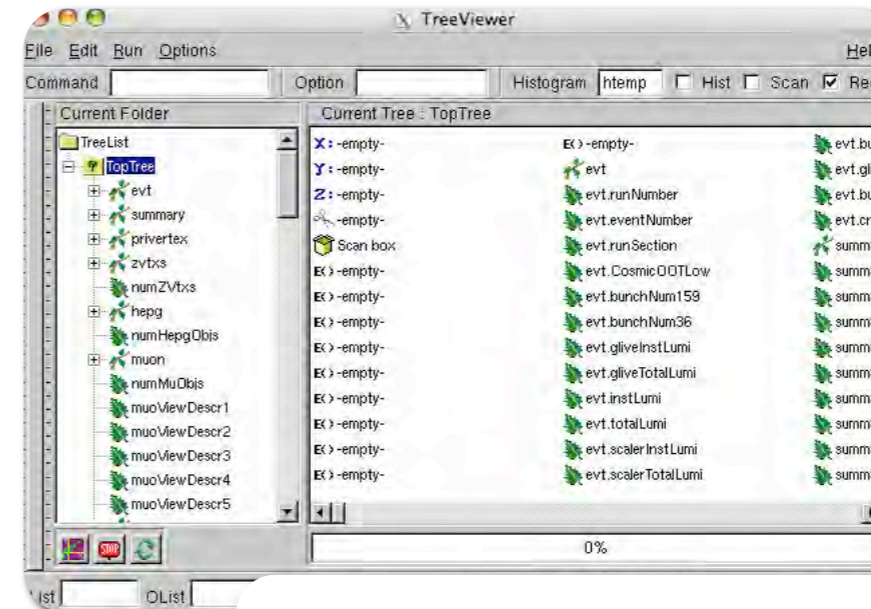 TreeViewer
File Edit Run Options
Command Option Histogram htemp Hist Scan
Current Folder
TreeList
TopTree
evt
summary
privertex
zvtxs
numZVtxs
hepg
numHepgObjs
muon
numMuObjs
muoViewDescr1
muoViewDescr2
muoViewDescr3
muoViewDescr4
muoViewDescr5
STOP
Current Tree : TopTree
X: -empty-
Y: -empty-
Z: -empty-
-empty-
Scan box
E() -empty-
E() -empty-
E() -empty-
E() -empty-
E() -empty-
E() -empty-
E() -empty-
E() -empty-
E() -empty-
E() -empty-
evt
evt.runNumber
evt.eventNumber
evt.runSection
evt.CosmicOOTLow
evt.bunchNum159
evt.bunchNum36
evt.gliveInstLumi
evt.gliveTotalLumi
evt.instLumi
evt.totalLumi
evt.scalerInstLumi
evt.scalerTotalLumi
0%
OList